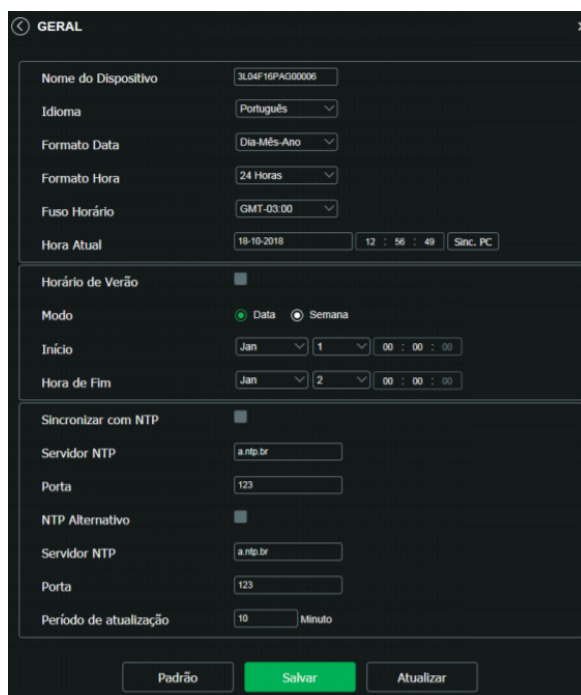 GERAL
Nome do Dispositivo 3L04F16PAG00006
Idioma Português
Formato Data Dia-Mês-Ano
Formato Hora 24 Horas
Fuso Horário GMT-03:00
Hora Atual 18-10-2018 12 : 56 : 49 Sinc. PC
Horário de Verão
Modo Data Semana
Início Jan 1 00 : 00 : 00
Hora de Fim Jan 2 00 : 00 : 00
Sincronizar com NTP
Servidor NTP a.ntp.br
Porta 123
NTP Alternativo
Servidor NTP a.ntp.br
Porta 123
Período de atualização 10 Minuto
Padrão Salvar Atualizar